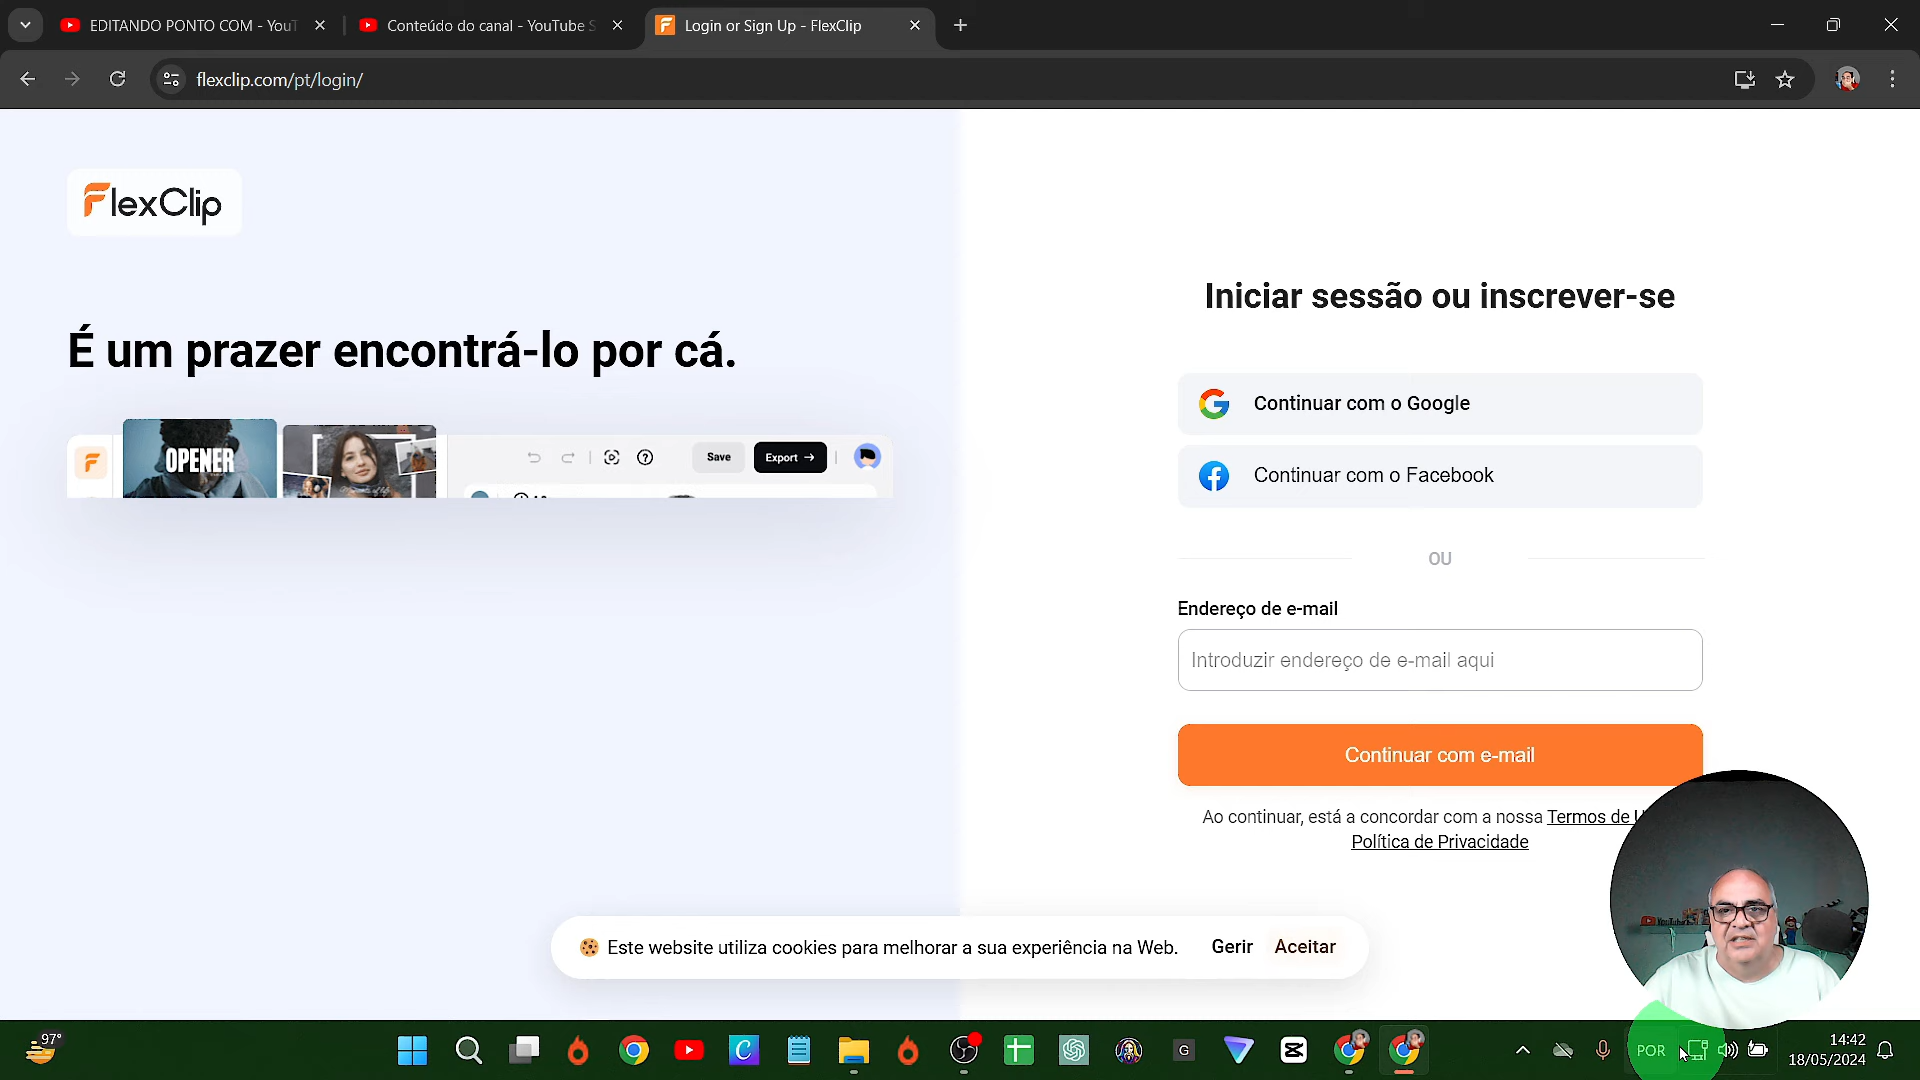 EDITANDO PONTO COM - YouT
Conteúdo do canal - YouTube S
Login or Sign Up - FlexClip
flexclip.com/pt/login/
FlexClip
É um prazer encontrá-lo por cá.
OPENER
Save
Export →
Iniciar sessão ou inscrever-se
Continuar com o Google
Continuar com o Facebook
OU
Endereço de e-mail
Introduzir endereço de e-mail aqui
Continuar com e-mail
Ao continuar, está a concordar com a nossa Termos de U
Política de Privacidade
Este website utiliza cookies para melhorar a sua experiência na Web.
Gerir
Aceitar
97°
POR
14:42
18/05/2024